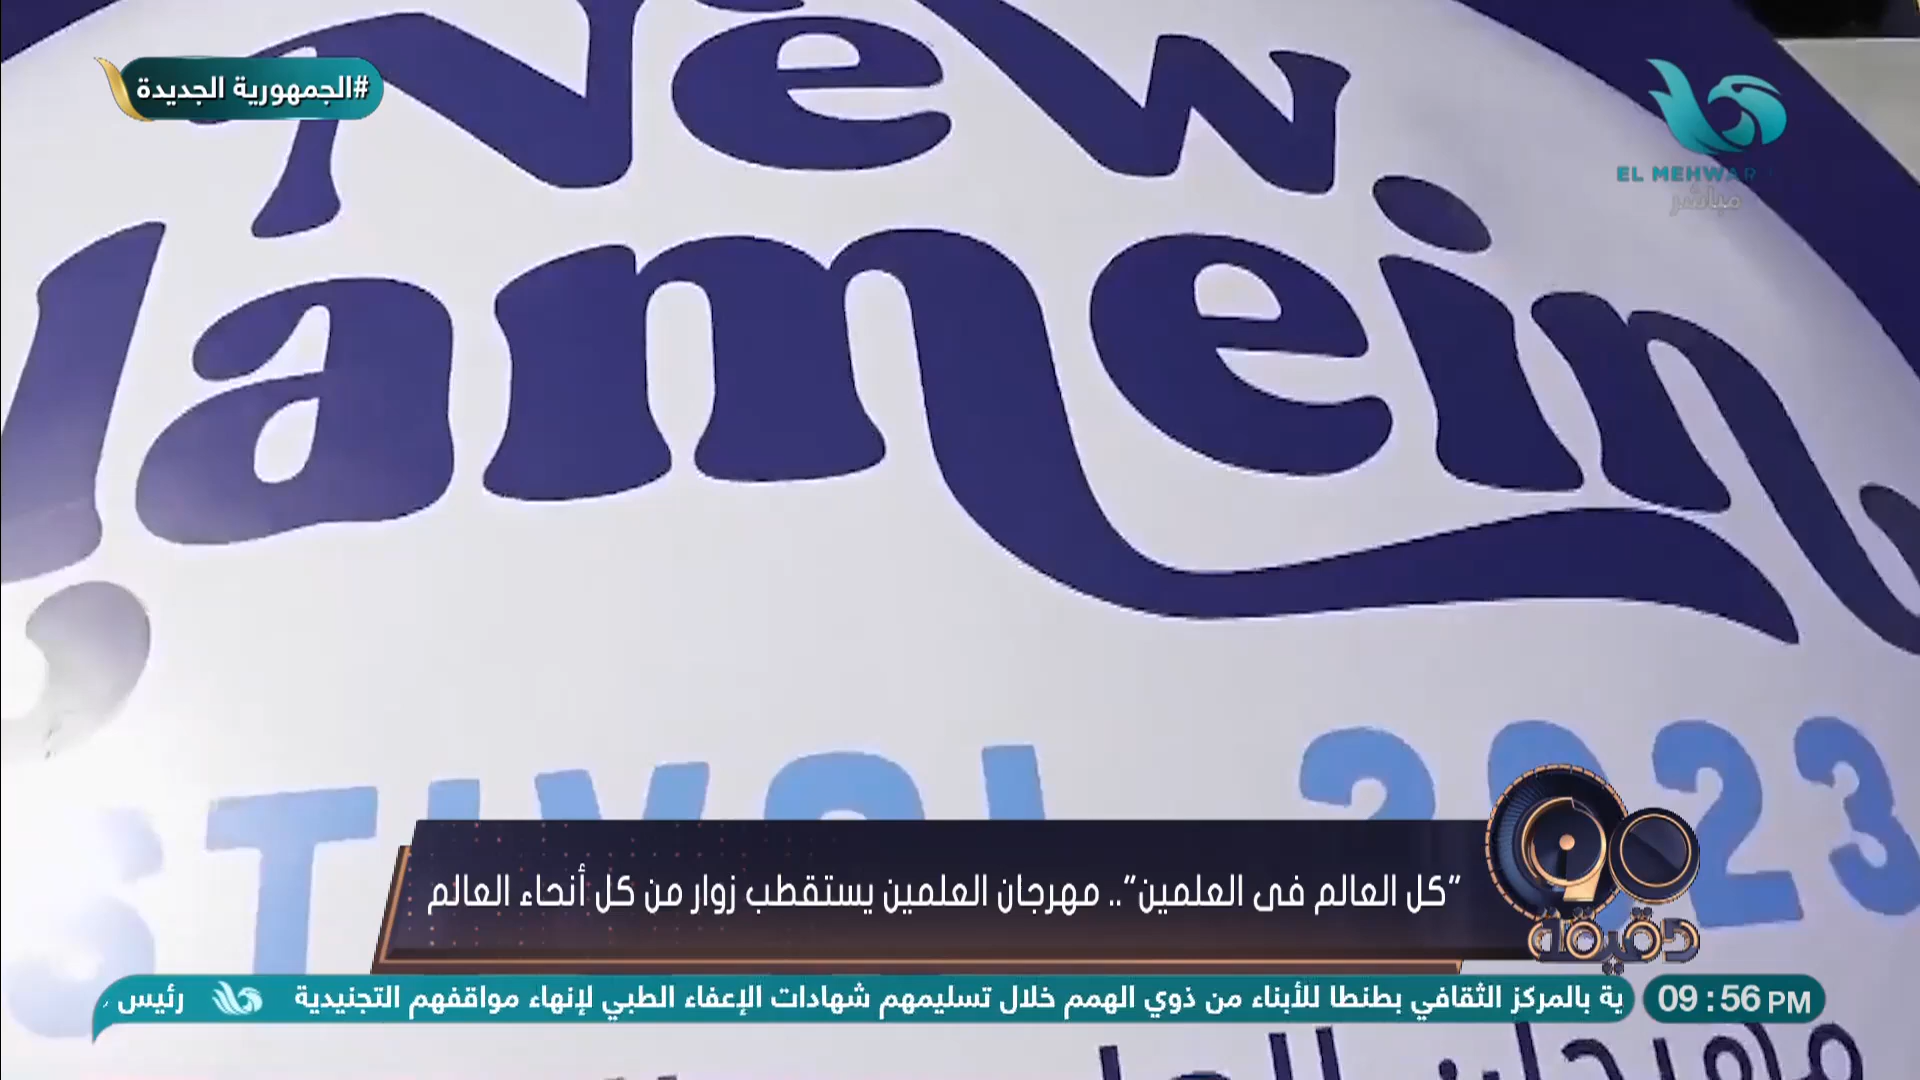 #الجمهورية الجديدة
EL MEHWAR
مباشر
New
lamein
STIVAL 2023
"كل العالم فى العلمين".. مهرجان العلمين يستقطب زوار من كل أنحاء العالم
90
دقيقة
ية بالمركز الثقافي بطنطا للأبناء من ذوي الهمم خلال تسليمهم شهادات الإعفاء الطبي لإنهاء مواقفهم التجنيدية
رئيس
09:56 PM